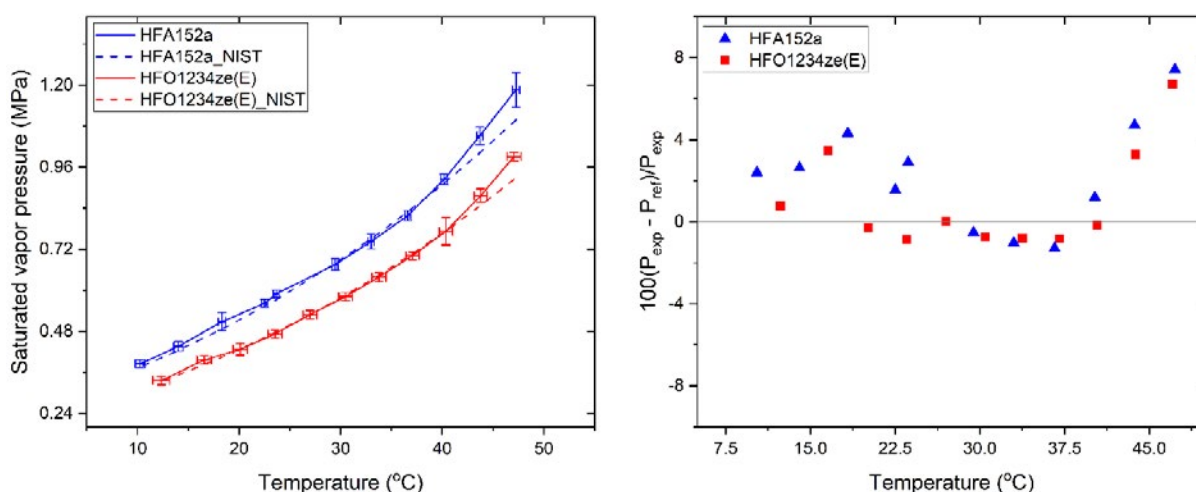 HFA152a
HFA152a_NIST
HFO1234ze(E)
HFO1234ze(E)_NIST
Saturated vapor pressure (MPa)
1.20
0.96
0.72
0.48
0.24
10 20 30 40 50
Temperature (°C)
HFA152a
HFO1234ze(E)
100(Pexp - Pref)/Pexp
8
4
0
-4
-8
7.5 15.0 22.5 30.0 37.5 45.0
Temperature (°C)